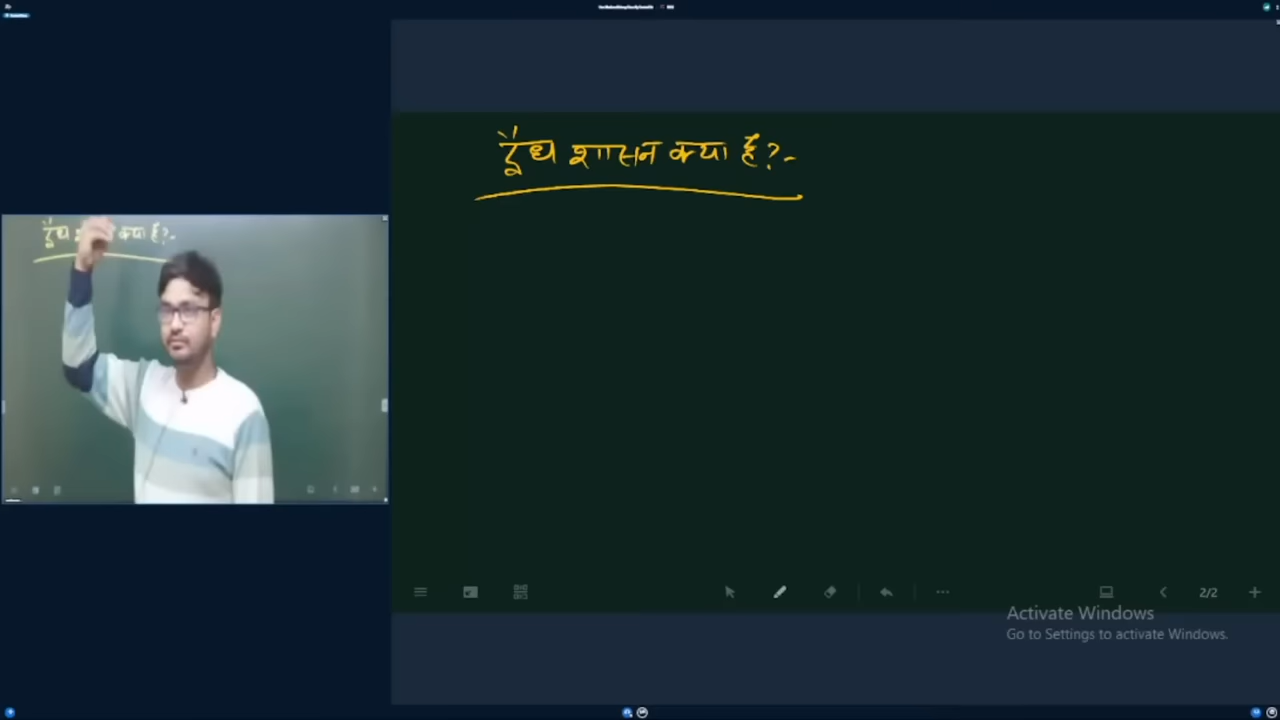 द्वैध शासन क्या है?-
2/2
Activate Windows
Go to Settings to activate Windows.